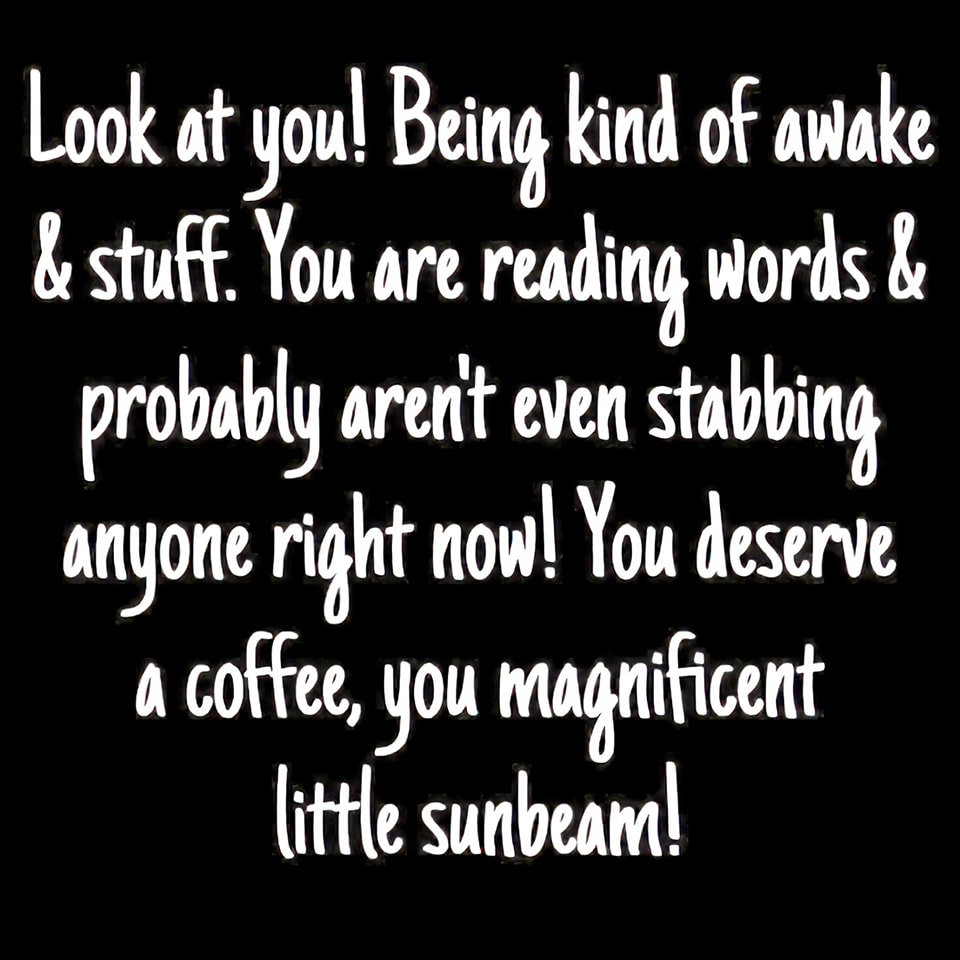 Look at you! Being kind of awake
& stuff. You are reading words &
probably aren't even stabbing
anyone right now! You deserve
a coffee, you magnificent
little sunbeam!